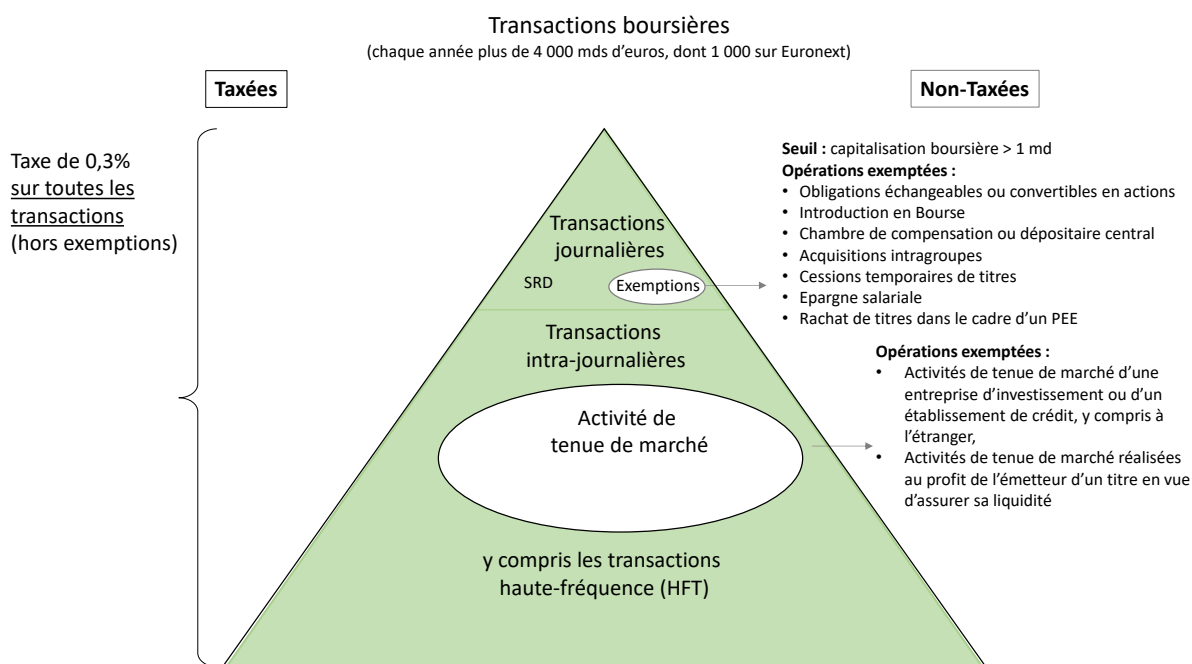 Transactions boursières
(chaque année plus de 4 000 mds d’euros, dont 1 000 sur Euronext)
Taxées
Non-Taxées
Taxe de 0,3%
sur toutes les
transactions
(hors exemptions)
Seuil : capitalisation boursière > 1 md
Opérations exemptées :
• Obligations échangeables ou convertibles en actions
• Introduction en Bourse
• Chambre de compensation ou dépositaire central
• Acquisitions intragroupes
• Cessions temporaires de titres
• Epargne salariale
• Rachat de titres dans le cadre d’un PEE
Transactions
journalières
SRD
Exemptions
Transactions
intra-journalières
Opérations exemptées :
• Activités de tenue de marché d’une
entreprise d’investissement ou d’un
établissement de crédit, y compris à
l’étranger,
• Activités de tenue de marché réalisées
au profit de l’émetteur d’un titre en vue
d’assurer sa liquidité
Activité de
tenue de marché
y compris les transactions
haute-fréquence (HFT)